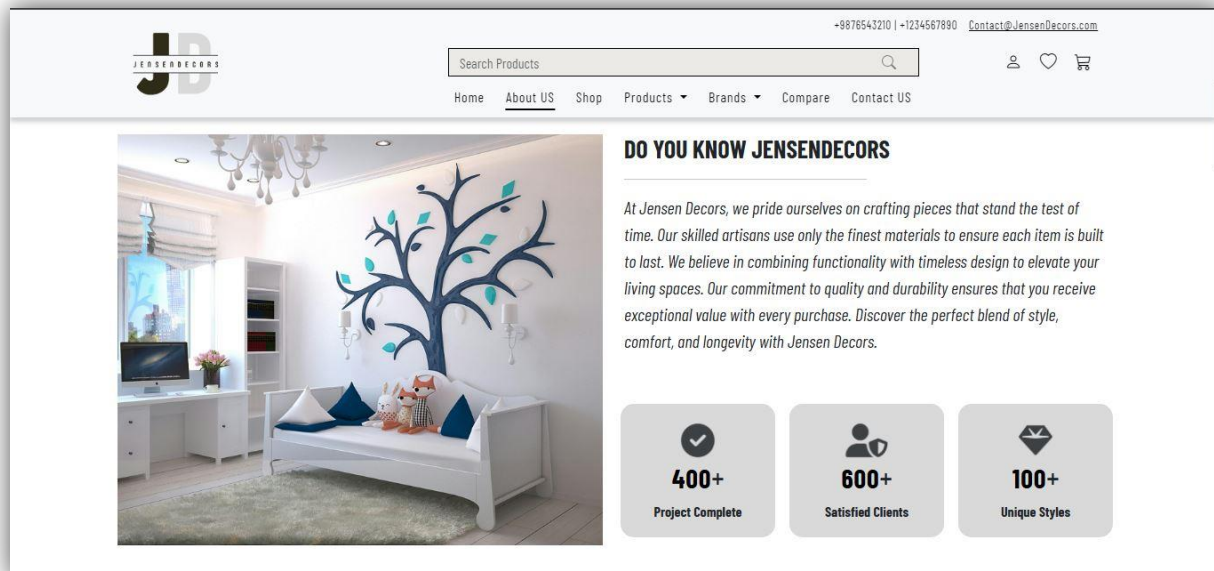 +9876543210 | +1234567890 Contact@JensenDecors.com
JD
JENSENDECORS
Search Products
Home About US Shop Products Brands Compare Contact US
DO YOU KNOW JENSENDECORS
At Jensen Decors, we pride ourselves on crafting pieces that stand the test of
time. Our skilled artisans use only the finest materials to ensure each item is built
to last. We believe in combining functionality with timeless design to elevate your
living spaces. Our commitment to quality and durability ensures that you receive
exceptional value with every purchase. Discover the perfect blend of style,
comfort, and longevity with Jensen Decors.
400+ 600+ 100+
Project Complete Satisfied Clients Unique Styles